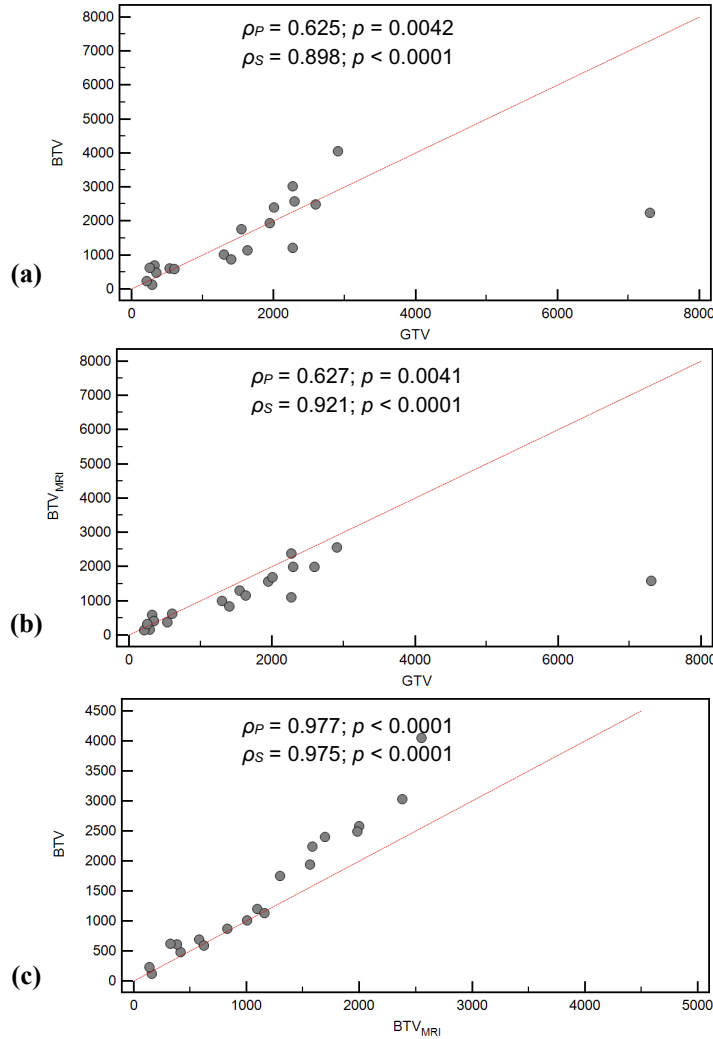 ρP = 0.625; p = 0.0042
ρS = 0.898; p < 0.0001
8000
7000
6000
5000
4000
3000
2000
1000
0
BTV
(a)
0 2000 4000 6000 8000
GTV
ρP = 0.627; p = 0.0041
ρS = 0.921; p < 0.0001
8000
7000
6000
5000
4000
3000
2000
1000
0
BTVMRI
(b)
0 2000 4000 6000 8000
GTV
ρP = 0.977; p < 0.0001
ρS = 0.975; p < 0.0001
4500
4000
3500
3000
2500
2000
1500
1000
500
0
BTV
(c)
0 1000 2000 3000 4000 5000
BTVMRI